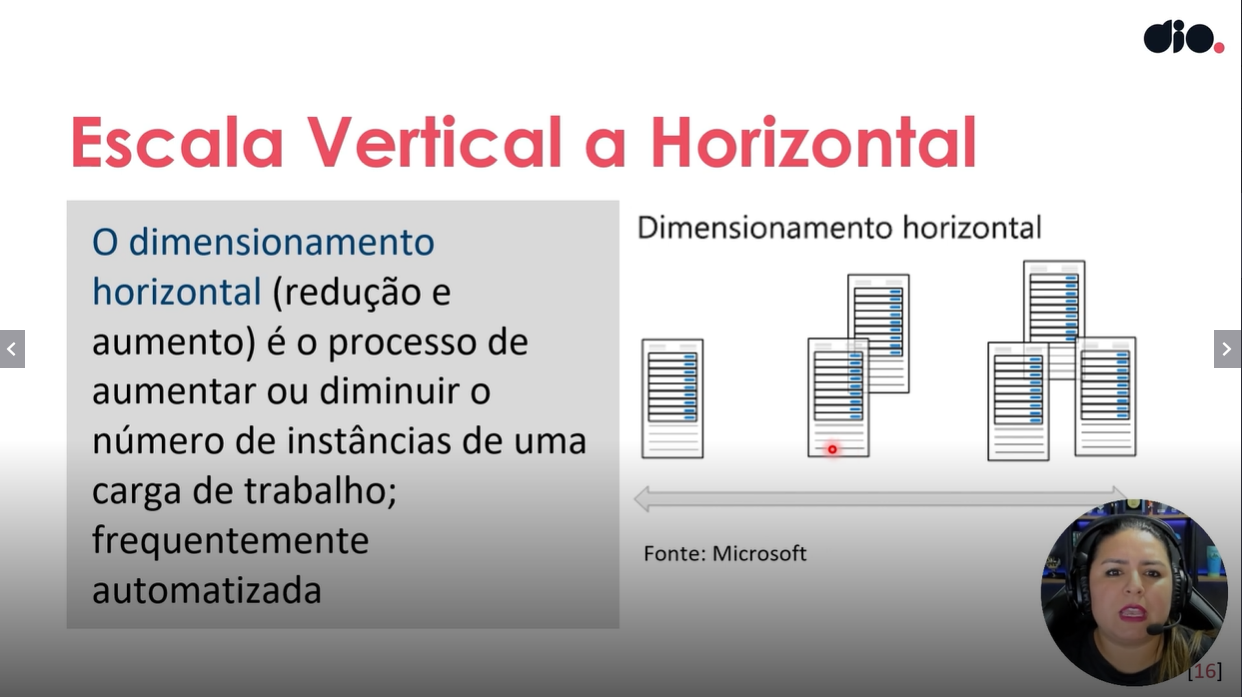 dio.
Escala Vertical a Horizontal
O dimensionamento
horizontal (redução e
aumento) é o processo de
aumentar ou diminuir o
número de instâncias de uma
carga de trabalho;
frequentemente
automatizada
Dimensionamento horizontal
Fonte: Microsoft
[16]